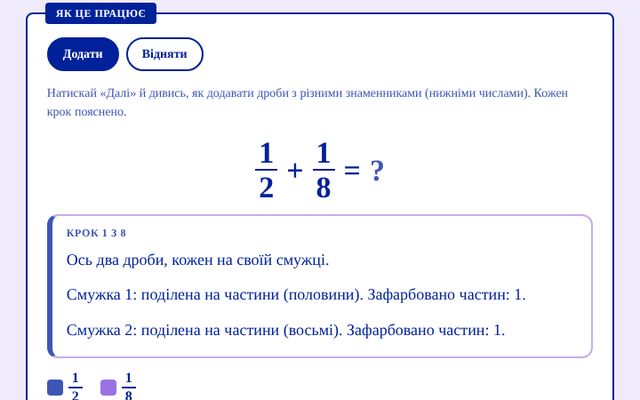 ЯК ЦЕ ПРАЦЮЄ
Додати Відняти
Натискай «Далі» й дивись, як додавати дроби з різними знаменниками (нижніми числами). Кожен
крок пояснено.
1/2 + 1/8 = ?
КРОК 1 З 8
Ось два дроби, кожен на своїй смужці.
Смужка 1: поділена на частини (половини). Зафарбовано частин: 1.
Смужка 2: поділена на частини (восьмі). Зафарбовано частин: 1.
1/2 1/8